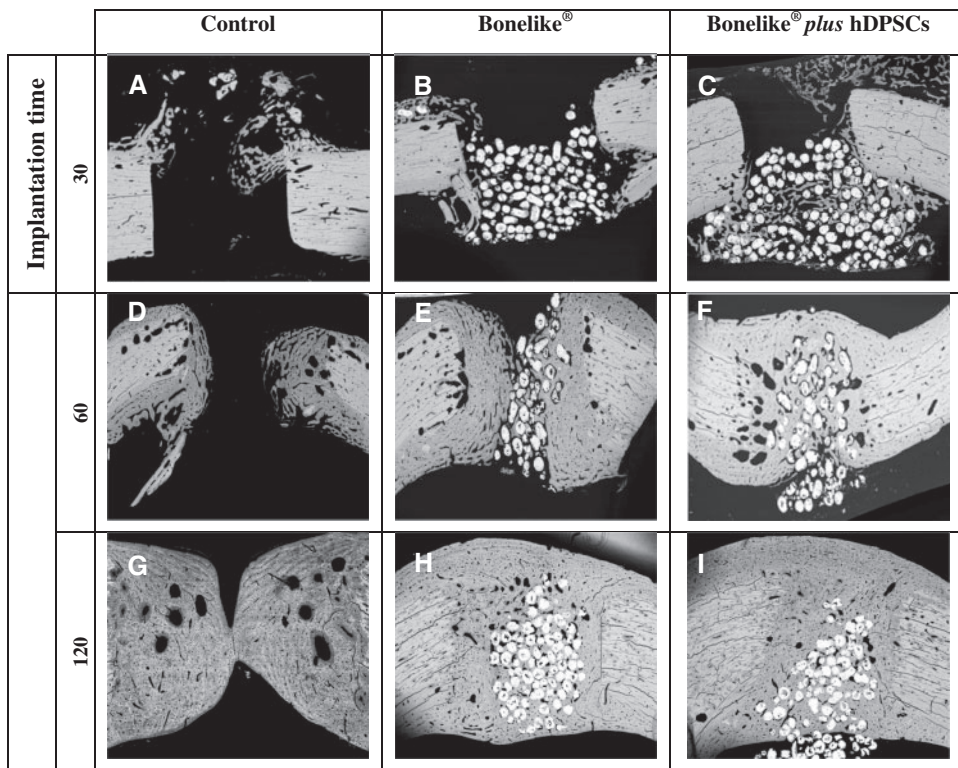 Control
Bonelike®
Bonelike® plus hDPSCs
Implantation time
30
A
B
C
60
D
E
F
120
G
H
I